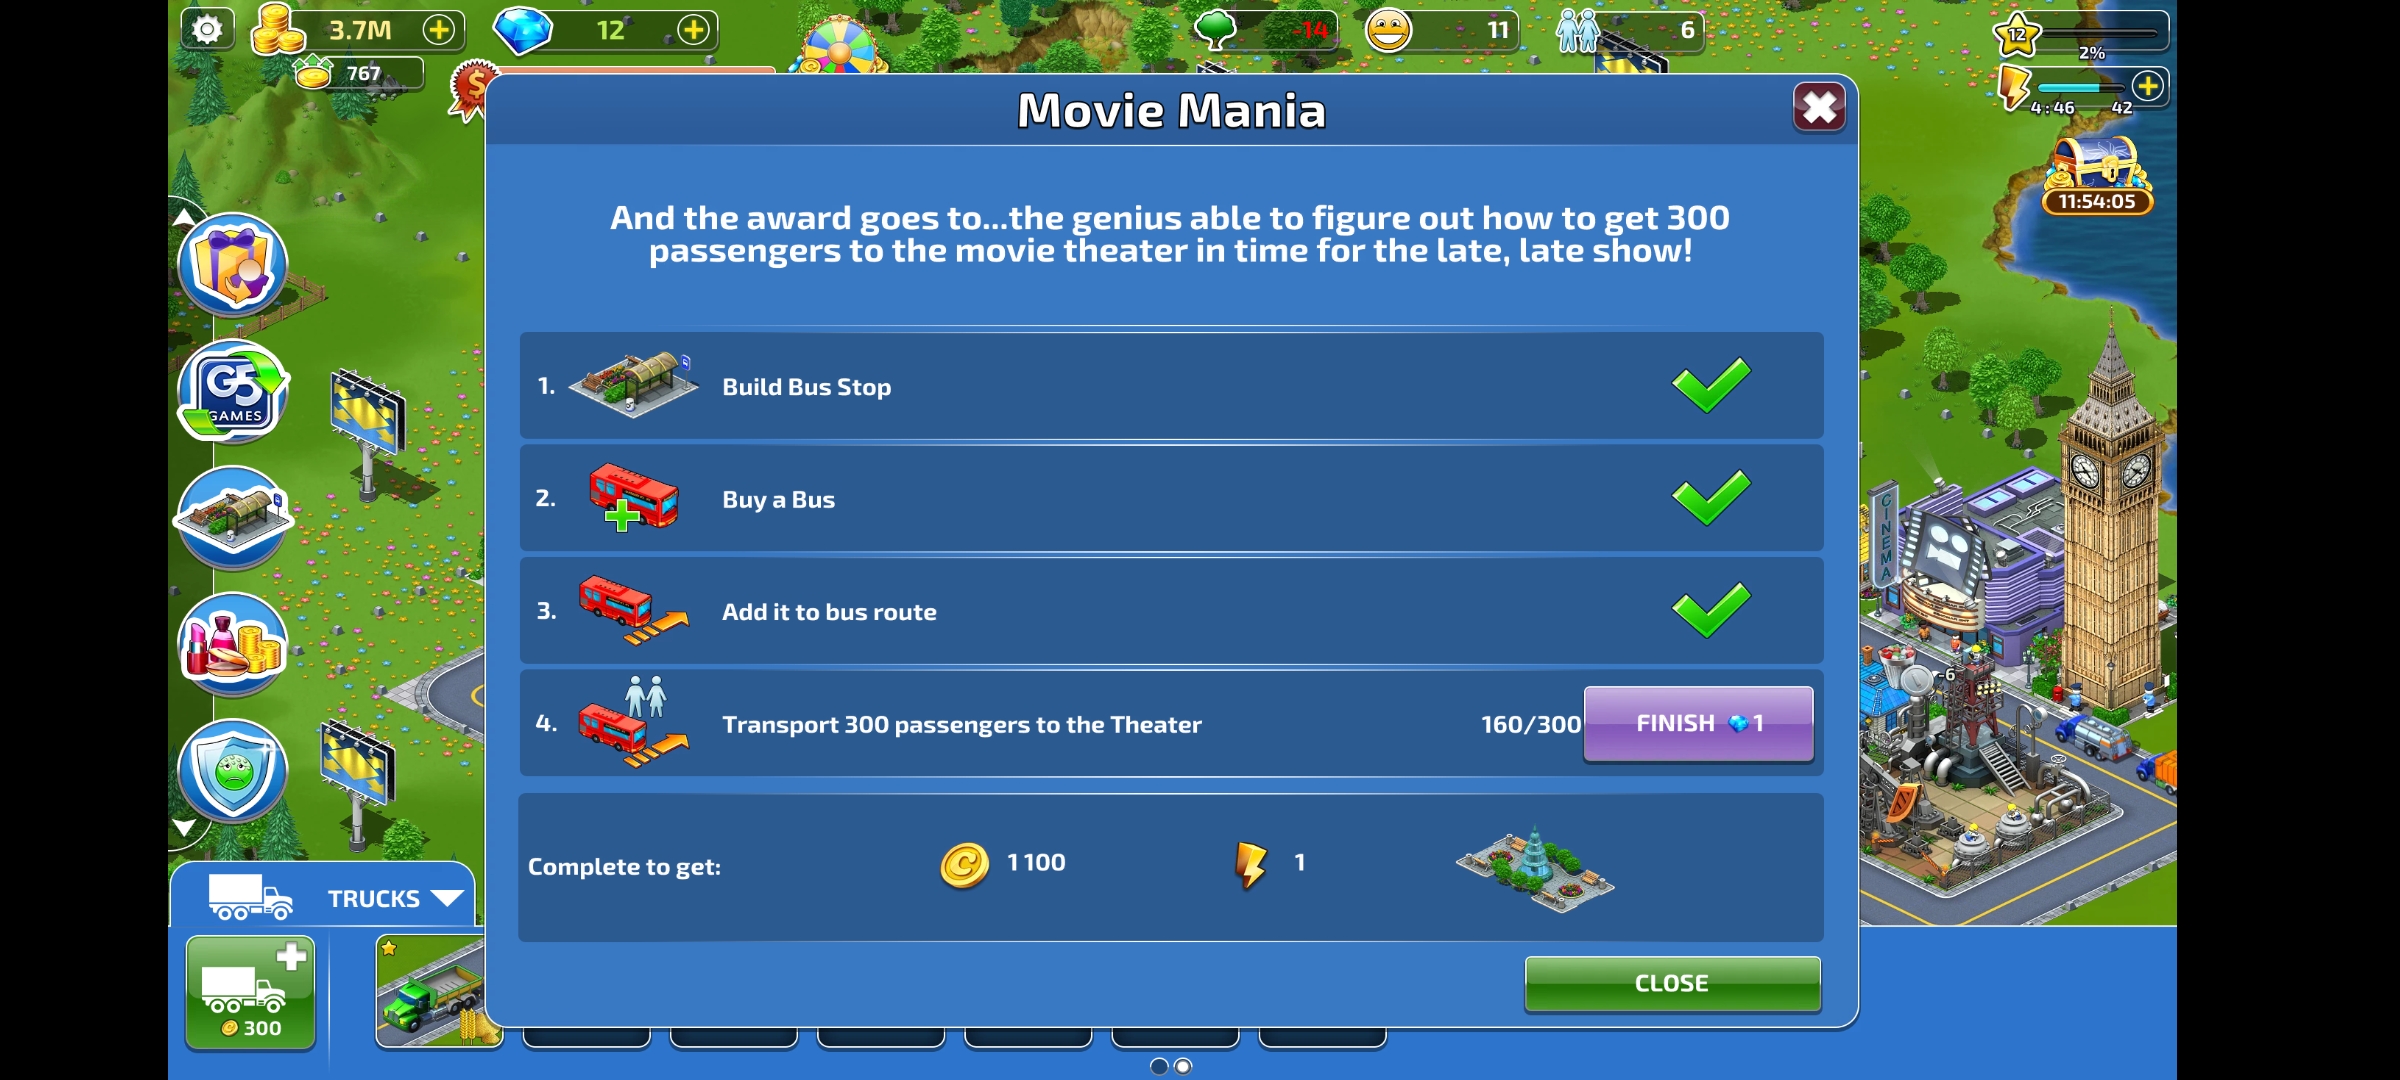 3.7M
12
-14
11
6
12
2%
767
4:46
42
Movie Mania
11:54:05
And the award goes to...the genius able to figure out how to get 300
passengers to the movie theater in time for the late, late show!
G5
GAMES
1. Build Bus Stop
2. Buy a Bus
3. Add it to bus route
4. Transport 300 passengers to the Theater 160/300 FINISH 1
CINEMA
-6
Complete to get: 1100 1
TRUCKS
300
CLOSE